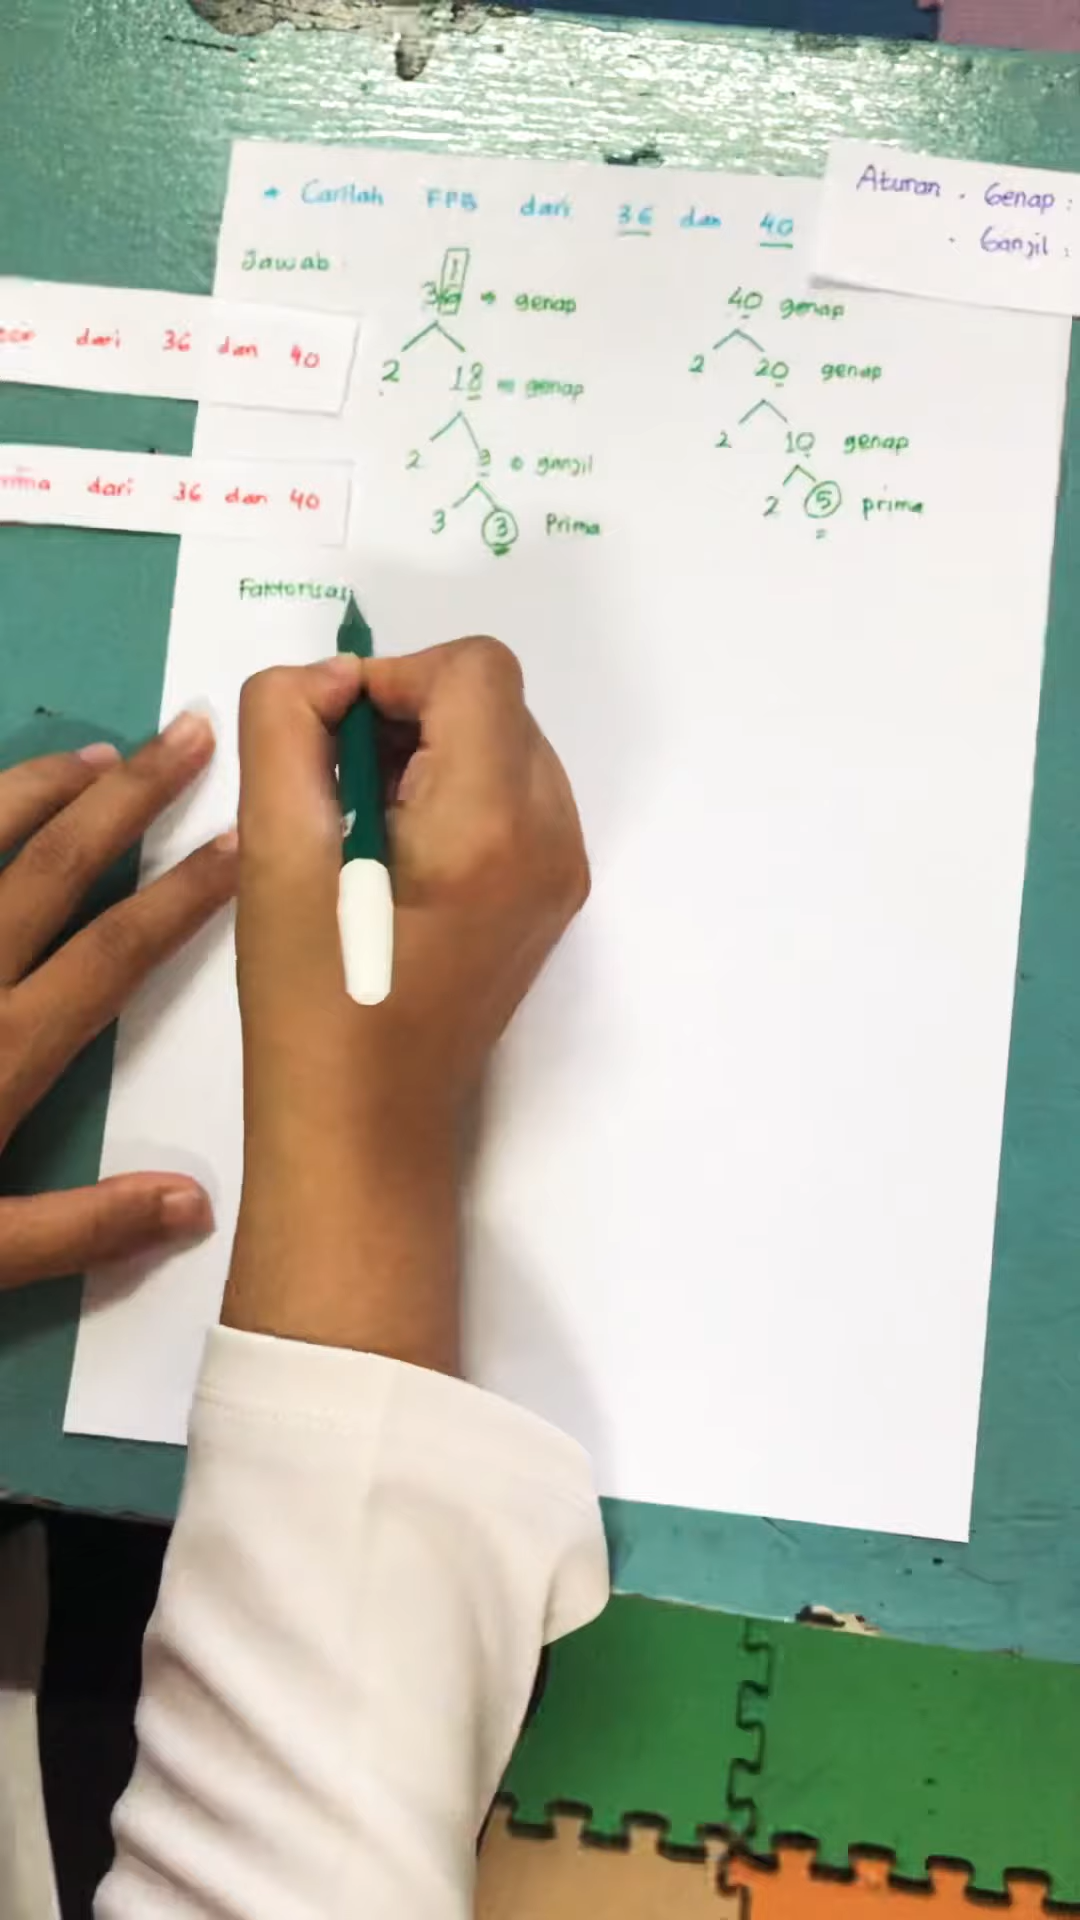 Carilah FPB dari 36 dan 40
Aturan . Genap :
. Ganjil :
Jawab
1
36 → genap
2 18 = genap
2 9 ganjil
3 3 Prima
40 genap
2 20 genap
2 10 genap
2 5 prima
dari 36 dan 40
dari 36 dan 40
Faktorisasi